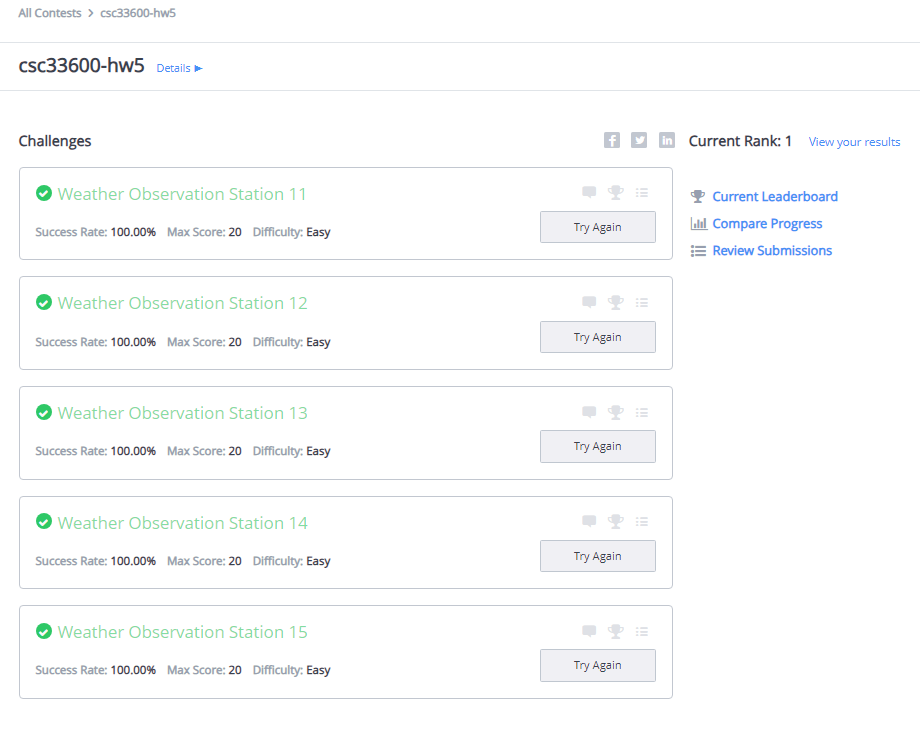 All Contests > csc33600-hw5
csc33600-hw5 Details ▶
Challenges
Current Rank: 1 View your results
Current Leaderboard
Compare Progress
Review Submissions
Weather Observation Station 11
Success Rate: 100.00% Max Score: 20 Difficulty: Easy
Try Again
Weather Observation Station 12
Success Rate: 100.00% Max Score: 20 Difficulty: Easy
Try Again
Weather Observation Station 13
Success Rate: 100.00% Max Score: 20 Difficulty: Easy
Try Again
Weather Observation Station 14
Success Rate: 100.00% Max Score: 20 Difficulty: Easy
Try Again
Weather Observation Station 15
Success Rate: 100.00% Max Score: 20 Difficulty: Easy
Try Again